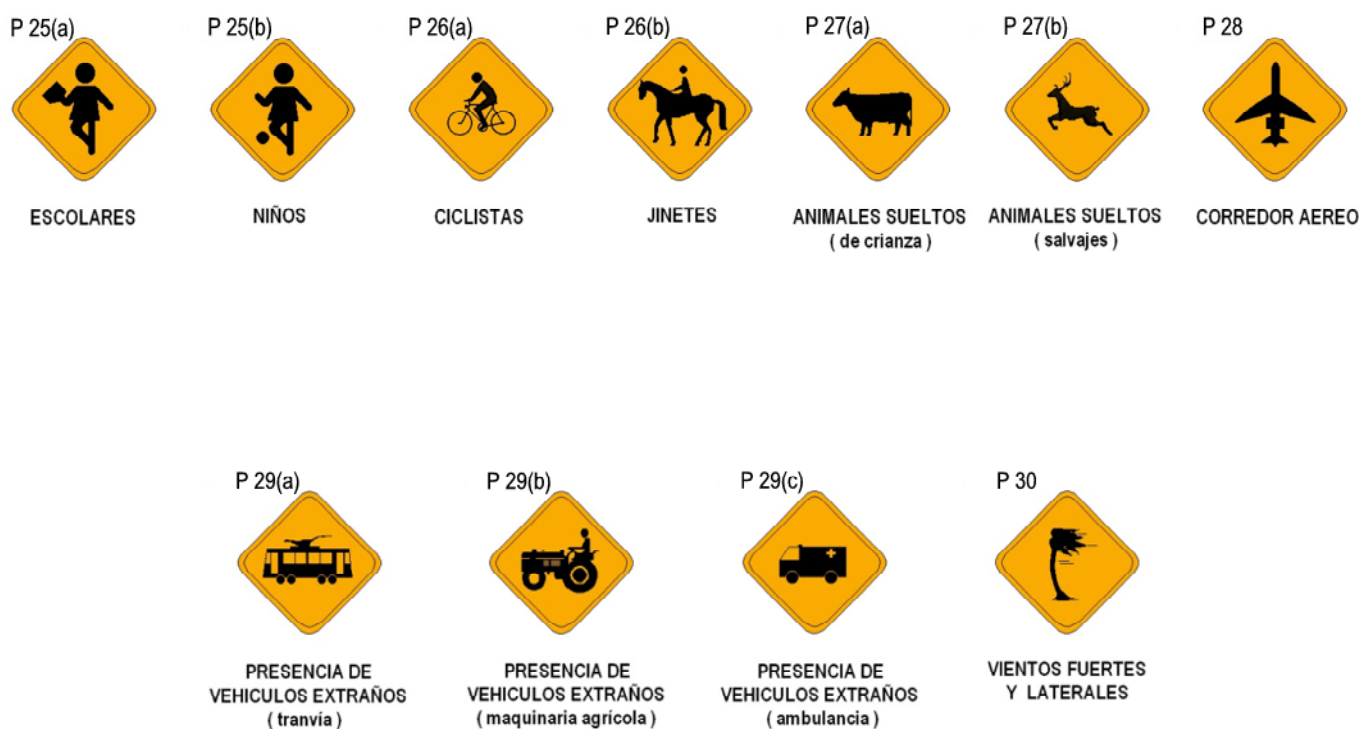 P 25(a)
P 25(b)
P 26(a)
P 26(b)
P 27(a)
P 27(b)
P 28
ESCOLARES
NIÑOS
CICLISTAS
JINETES
ANIMALES SUELTOS
( de crianza )
ANIMALES SUELTOS
( salvajes )
CORREDOR AEREO
P 29(a)
P 29(b)
P 29(c)
P 30
PRESENCIA DE
VEHICULOS EXTRAÑOS
( tranvía )
PRESENCIA DE
VEHICULOS EXTRAÑOS
( maquinaria agrícola )
PRESENCIA DE
VEHICULOS EXTRAÑOS
( ambulancia )
VIENTOS FUERTES
Y LATERALES